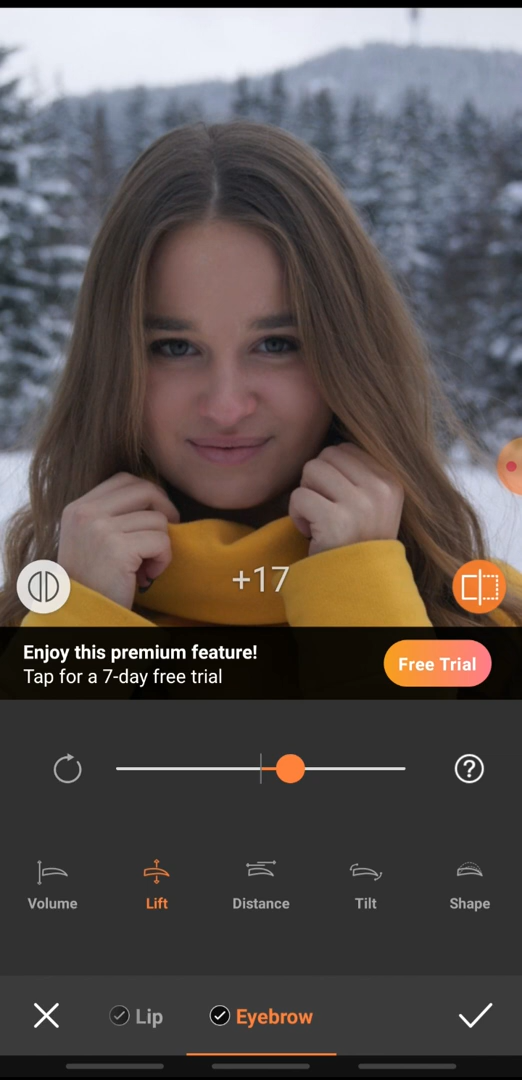 +17
Enjoy this premium feature!
Tap for a 7-day free trial
Free Trial
Volume
Lift
Distance
Tilt
Shape
Lip
Eyebrow